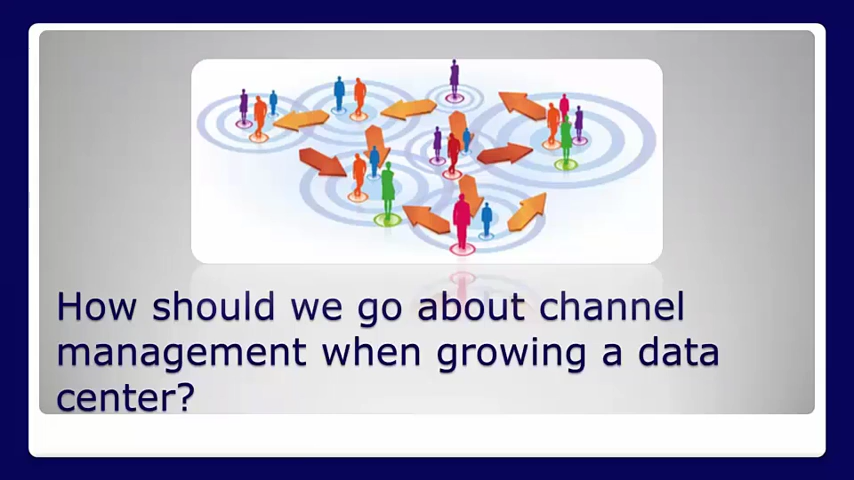 How should we go about channel
management when growing a data
center?